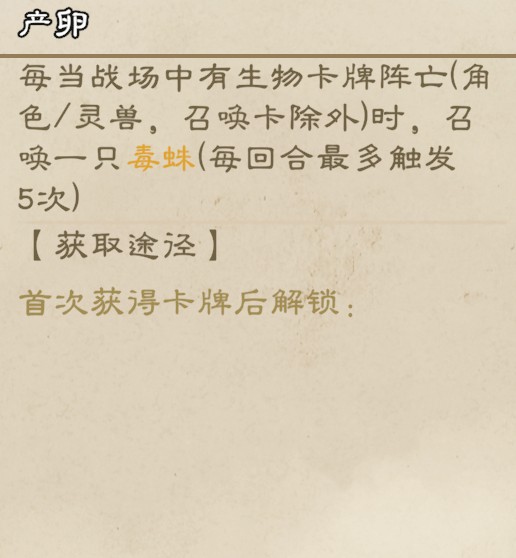 产卵
每当战场中有生物卡牌阵亡(角
色/灵兽，召唤卡除外)时，召
唤一只毒蛛(每回合最多触发
5次)
【获取途径】
首次获得卡牌后解锁：